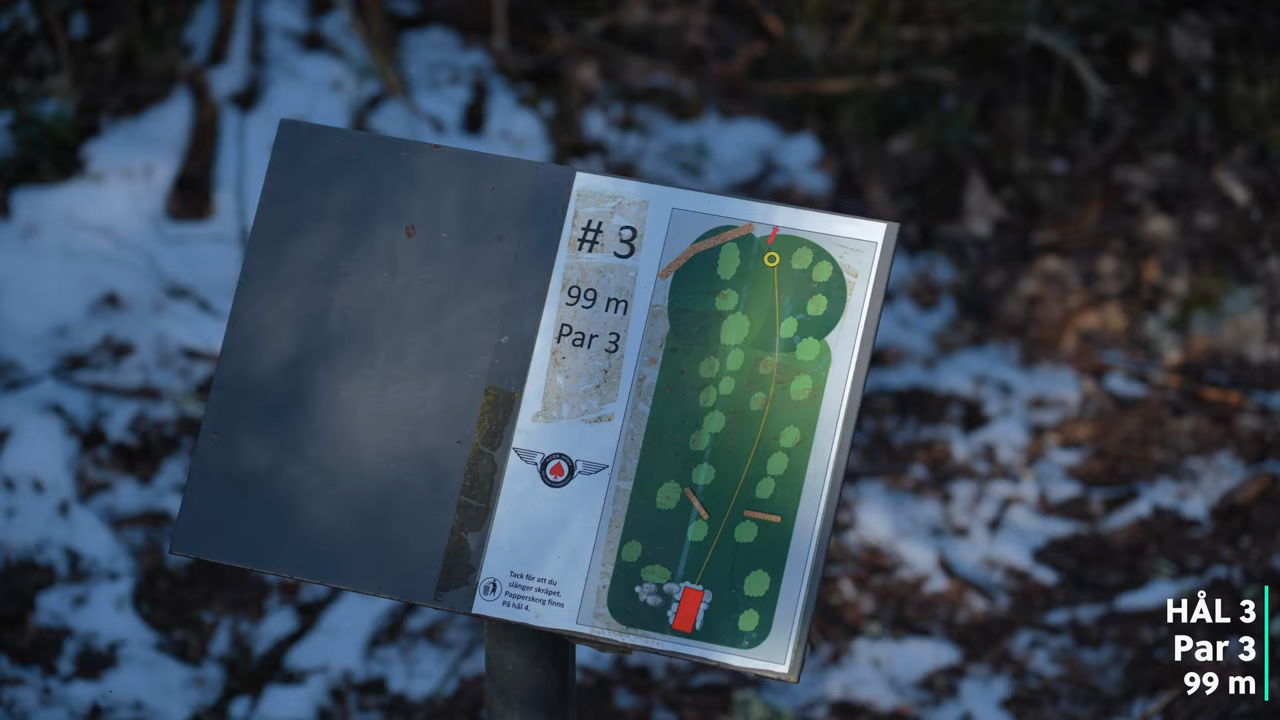 # 3
99 m
Par 3
Tack för att du
slänger skräpet.
Papperskorg finns
På hål 4.
HÅL 3
Par 3
99 m